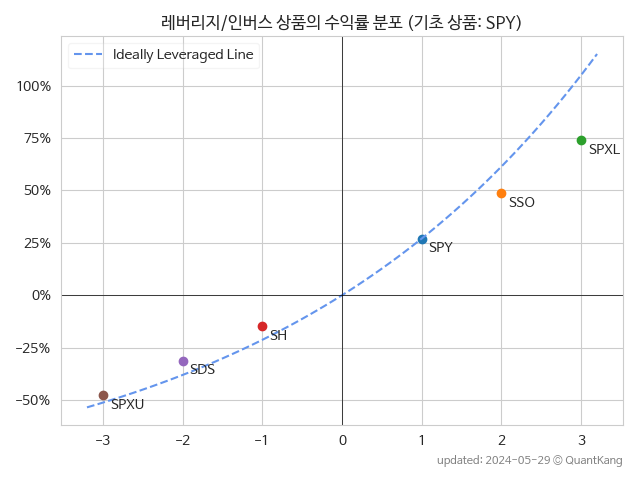 레버리지/인버스 상품의 수익률 분포 (기초 상품: SPY)
Ideally Leveraged Line
100%
75%
50%
25%
0%
−25%
−50%
SPXL
SSO
SPY
SH
SDS
SPXU
−3 −2 −1 0 1 2 3
updated: 2024-05-29 © QuantKang